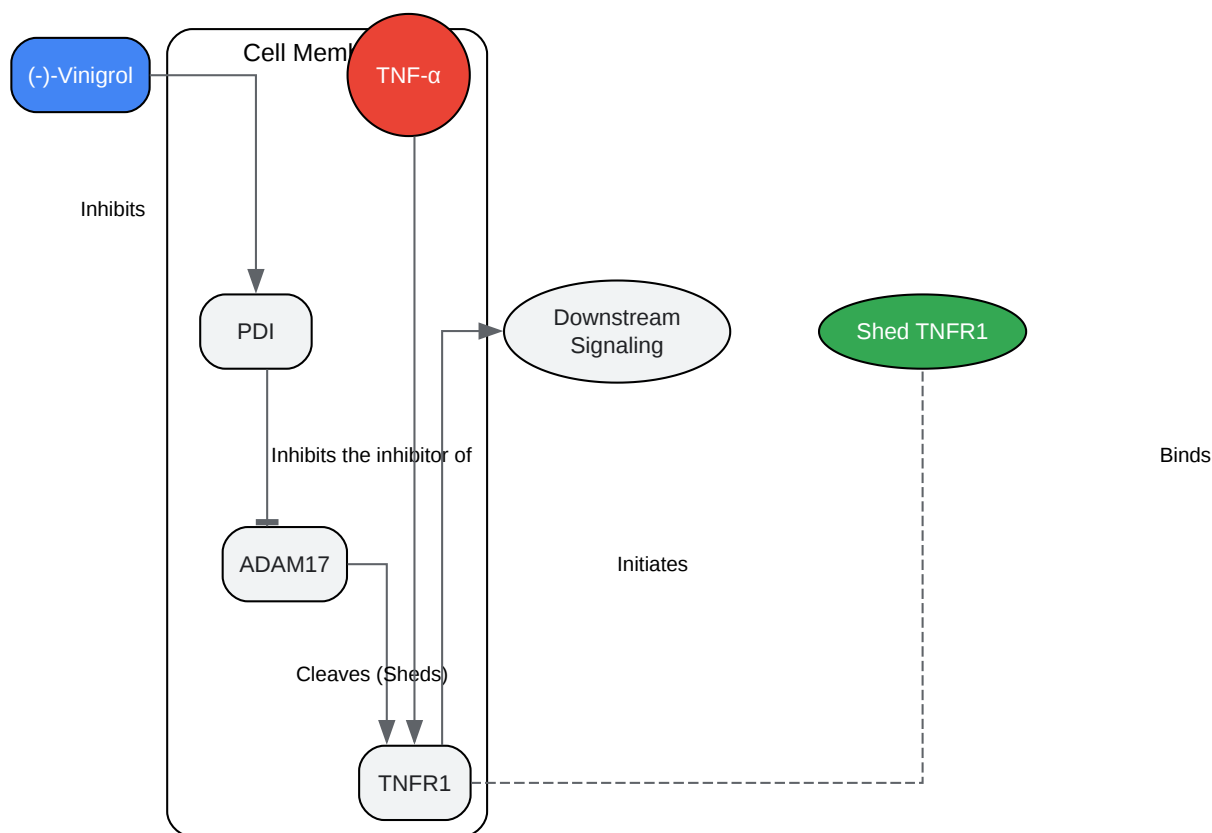 Cell Memb
(-)-Vinigrol
TNF-α
Inhibits
PDI
Downstream
Signaling
Shed TNFR1
Inhibits the inhibitor of
Binds
ADAM17
Initiates
Cleaves (Sheds)
TNFR1